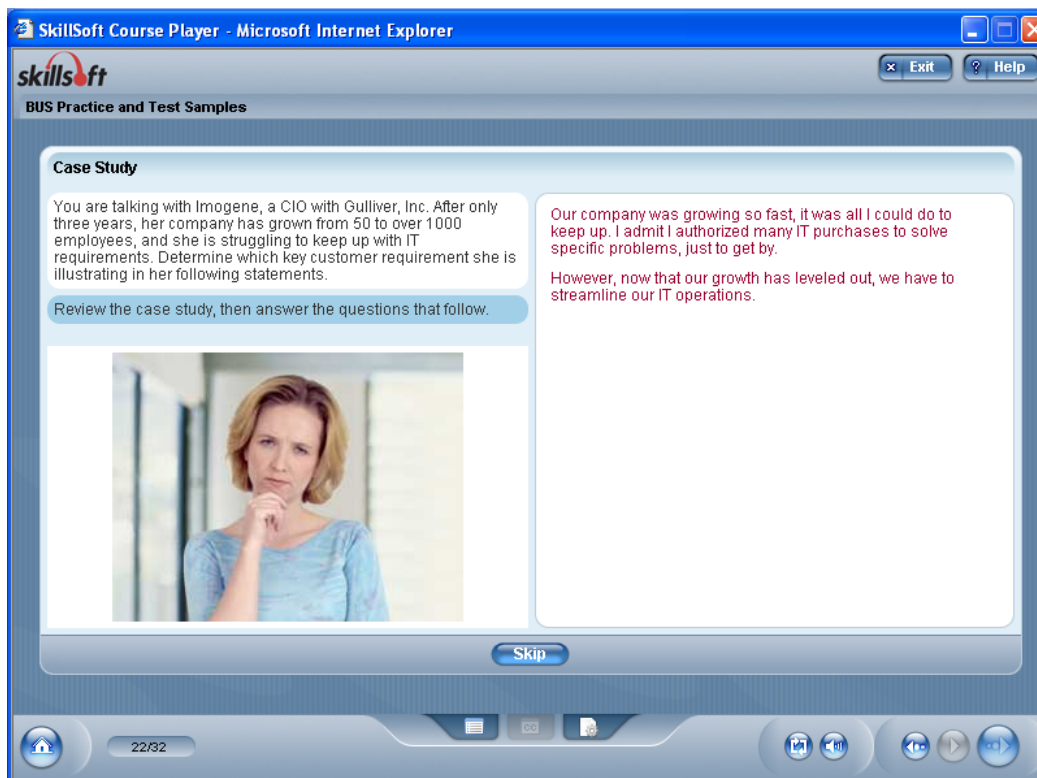 SkillSoft Course Player - Microsoft Internet Explorer
skillsoft
Exit
Help
BUS Practice and Test Samples
Case Study
You are talking with Imogene, a CIO with Gulliver, Inc. After only
three years, her company has grown from 50 to over 1000
employees, and she is struggling to keep up with IT
requirements. Determine which key customer requirement she is
illustrating in her following statements.
Review the case study, then answer the questions that follow.
Our company was growing so fast, it was all I could do to
keep up. I admit I authorized many IT purchases to solve
specific problems, just to get by.
However, now that our growth has leveled out, we have to
streamline our IT operations.
Skip
CC
22/32